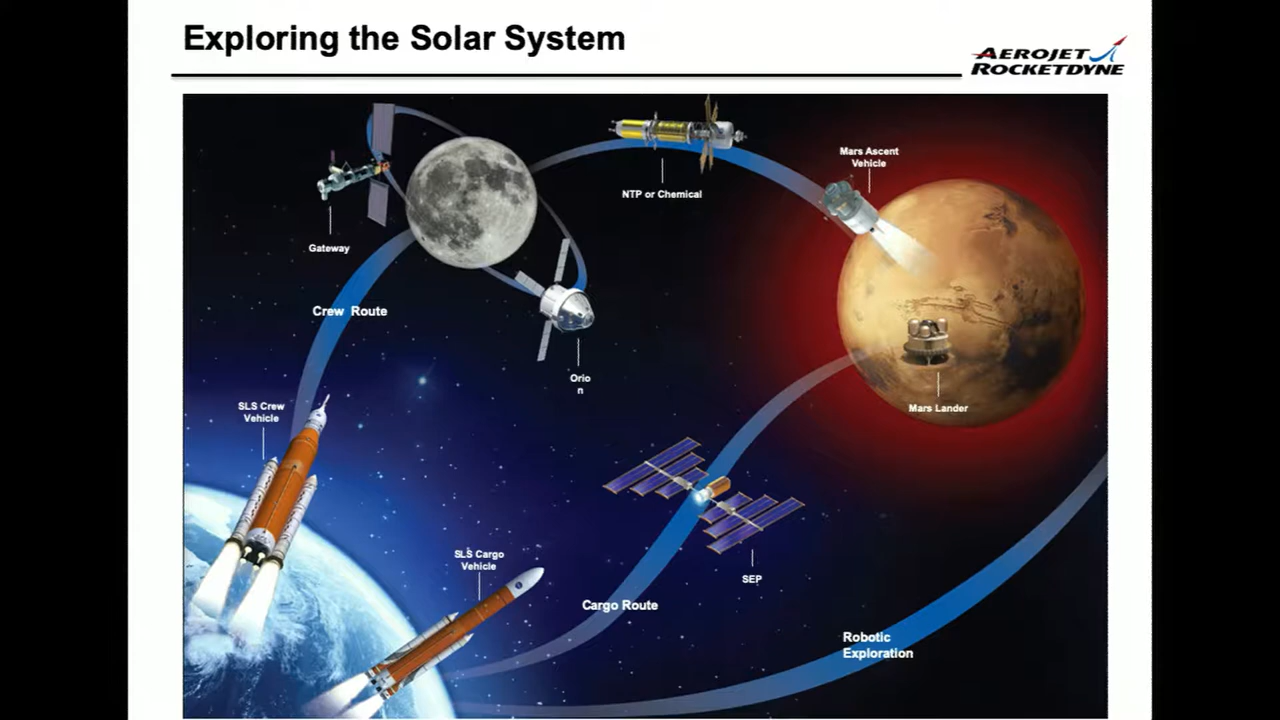 Exploring the Solar System
AEROJET
ROCKETDYNE
Mars Ascent
Vehicle
NTP or Chemical
Gateway
Crew Route
Orio
n
SLS Crew
Vehicle
Mars Lander
SLS Cargo
Vehicle
SEP
Cargo Route
Robotic
Exploration